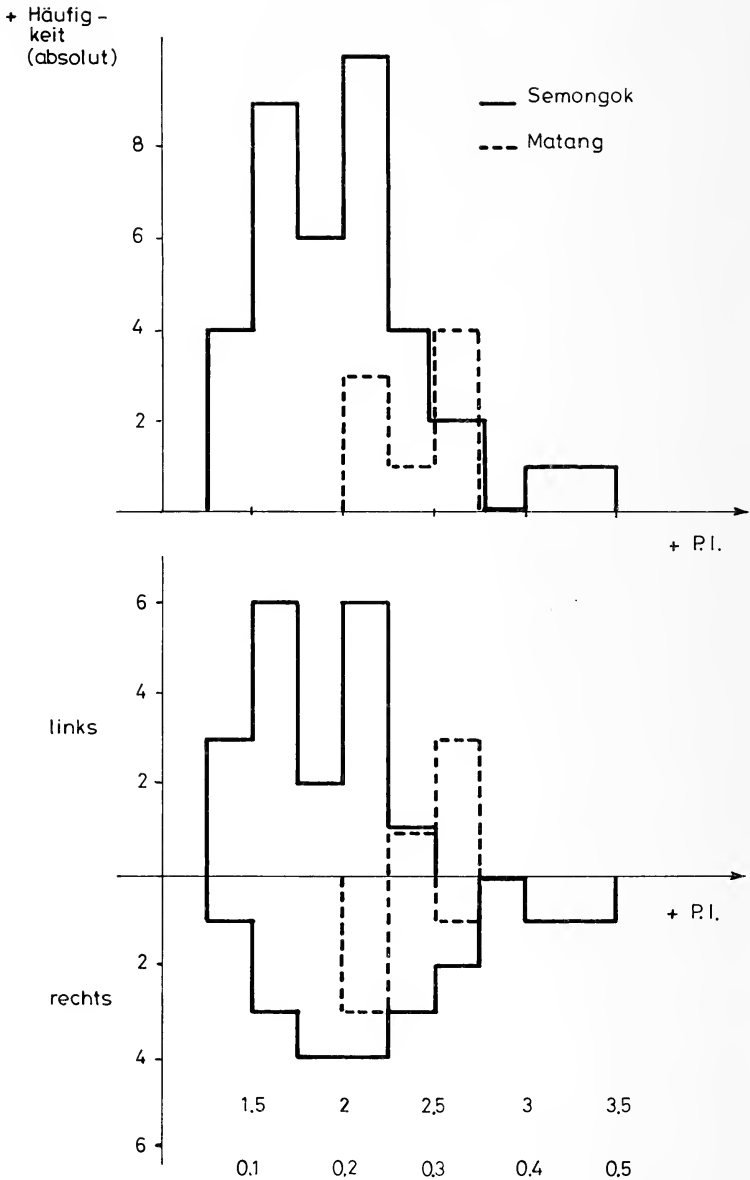 + Häufig-
keit
(absolut)
Semongok
Matang
8
6
4
2
+ P.I.
6
4
2
links
+ P.I.
2
rechts
4
1.5 2 2,5 3 3.5
6
0.1 0,2 0,3 0.4 0.5